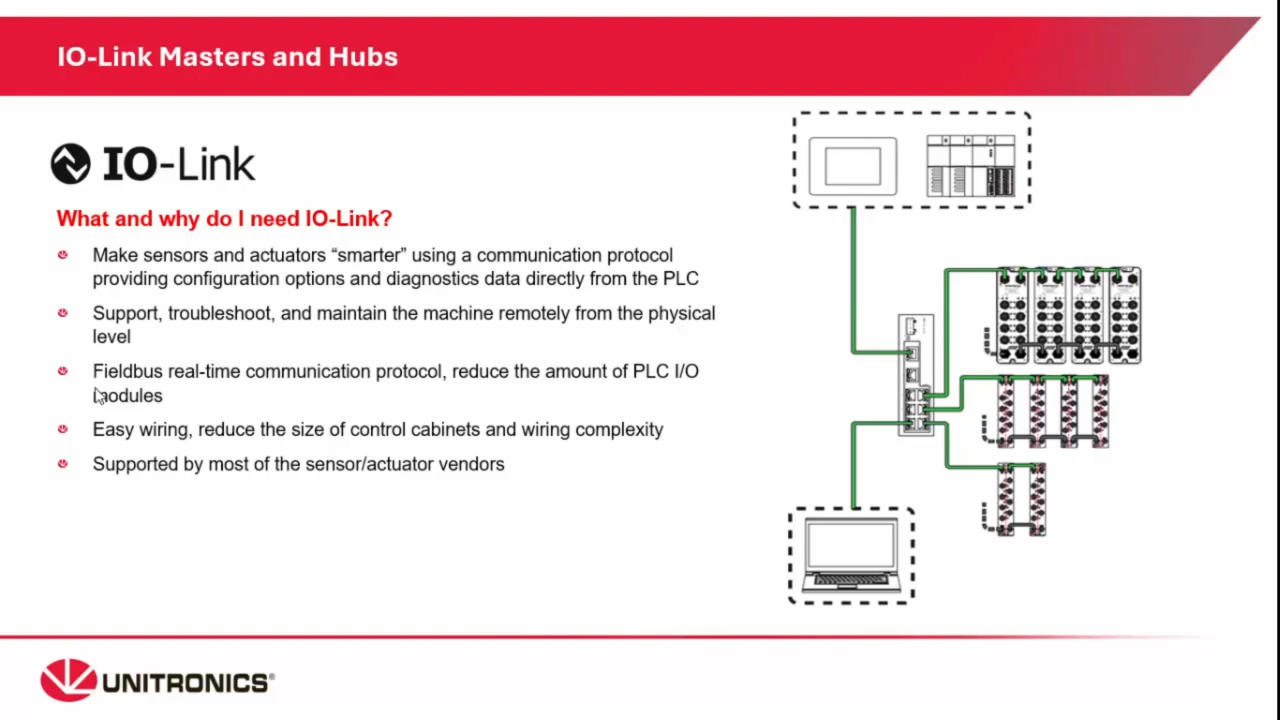 IO-Link Masters and Hubs
IO-Link
What and why do I need IO-Link?
Make sensors and actuators “smarter” using a communication protocol
providing configuration options and diagnostics data directly from the PLC
Support, troubleshoot, and maintain the machine remotely from the physical
level
Fieldbus real-time communication protocol, reduce the amount of PLC I/O
modules
Easy wiring, reduce the size of control cabinets and wiring complexity
Supported by most of the sensor/actuator vendors
UNITRONICS®